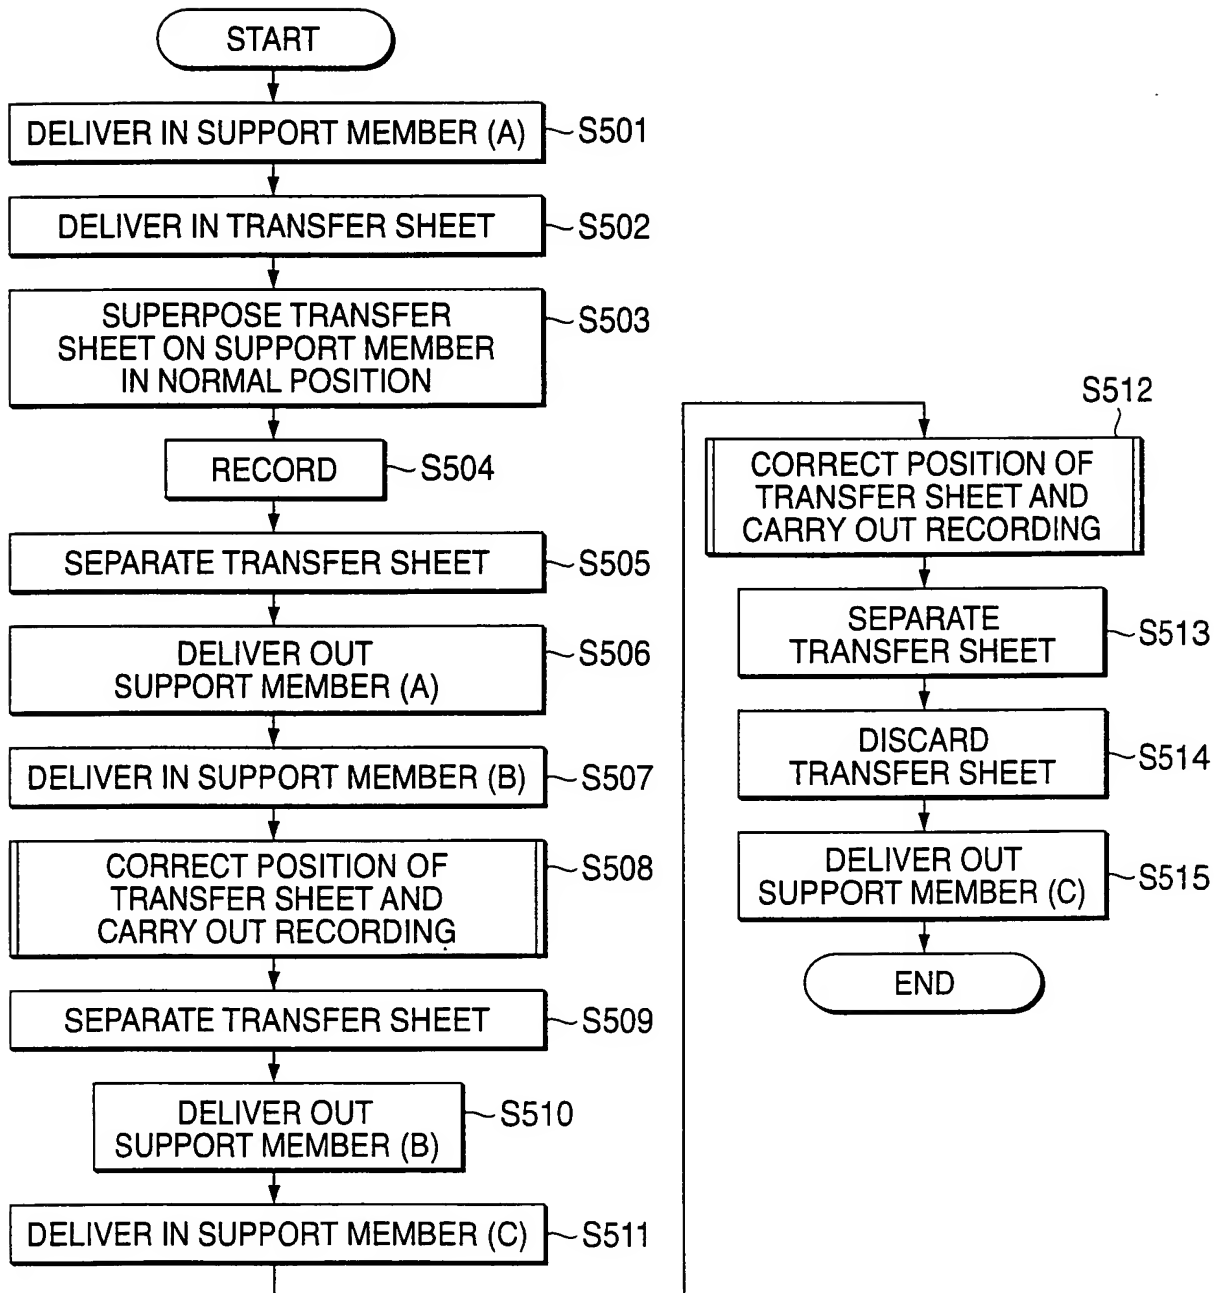 START
DELIVER IN SUPPORT MEMBER (A)
S501
DELIVER IN TRANSFER SHEET
S502
SUPERPOSE TRANSFER
SHEET ON SUPPORT MEMBER
IN NORMAL POSITION
S503
RECORD
S504
SEPARATE TRANSFER SHEET
S505
DELIVER OUT
SUPPORT MEMBER (A)
S506
DELIVER IN SUPPORT MEMBER (B)
S507
CORRECT POSITION OF
TRANSFER SHEET AND
CARRY OUT RECORDING
S508
SEPARATE TRANSFER SHEET
S509
DELIVER OUT
SUPPORT MEMBER (B)
S510
DELIVER IN SUPPORT MEMBER (C)
S511
S512
CORRECT POSITION OF
TRANSFER SHEET AND
CARRY OUT RECORDING
SEPARATE
TRANSFER SHEET
S513
DISCARD
TRANSFER SHEET
S514
DELIVER OUT
SUPPORT MEMBER (C)
S515
END